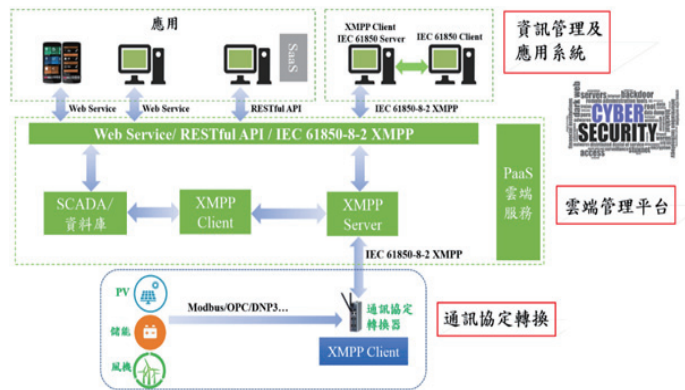 應用
SaaS
XMPP Client
IEC 61850 Server
IEC 61850 Client
資訊管理及
應用系統
Web Service
Web Service
RESTful API
IEC 61850-8-2 XMPP
Web Service/ RESTful API / IEC 61850-8-2 XMPP
servers
backdoor
CYBER
SECURITY
access
SCADA/
資料庫
XMPP
Client
XMPP
Server
PaaS
雲端
服務
雲端管理平台
IEC 61850-8-2 XMPP
PV
Modbus/OPC/DNP3...
通訊協定
轉換器
儲能
XMPP Client
風機
通訊協定轉換